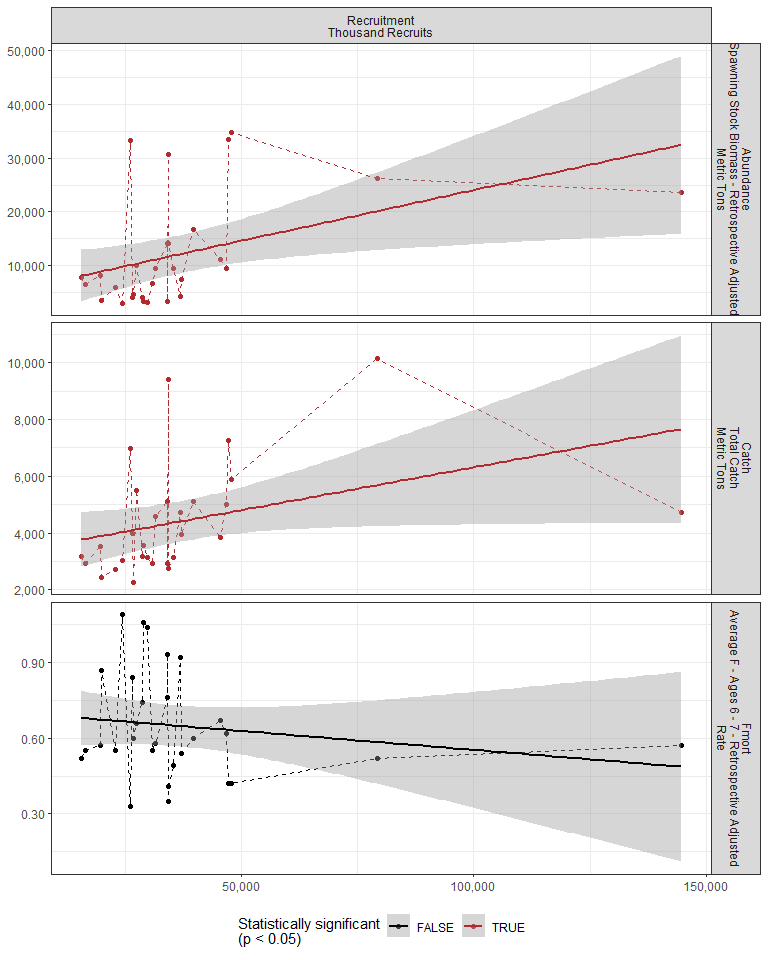 Recruitment
Thousand Recruits
50,000
40,000
30,000
20,000
10,000
Abundance
Spawning Stock Biomass - Retrospective Adjusted
Metric Tons
10,000
8,000
6,000
4,000
2,000
Catch
Total Catch
Metric Tons
0.90
0.60
0.30
Fmort
Average F - Ages 6 - 7 - Retrospective Adjusted
Rate
50,000
100,000
150,000
Statistically significant
(p < 0.05)
FALSE
TRUE